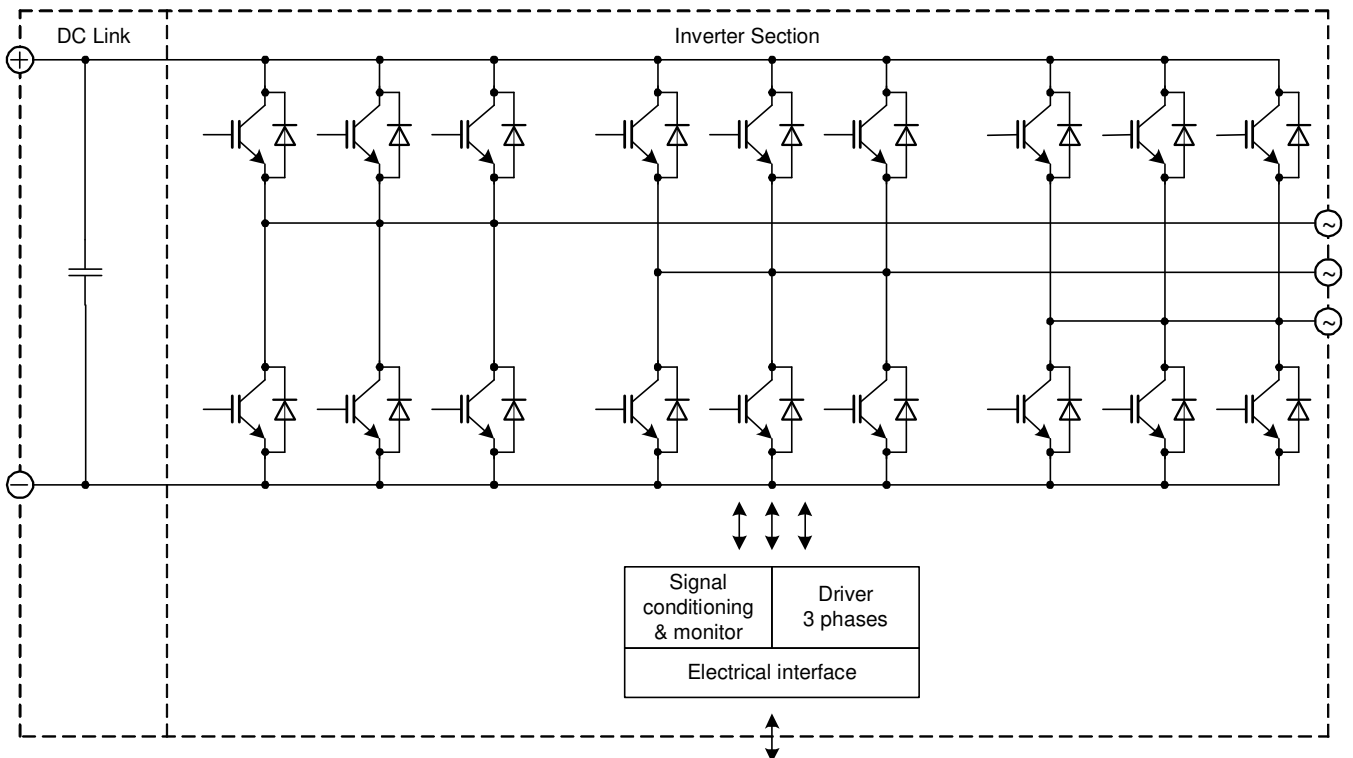 DC Link
Inverter Section
+
~
~
~
−
Signal
conditioning
& monitor
Driver
3 phases
Electrical interface